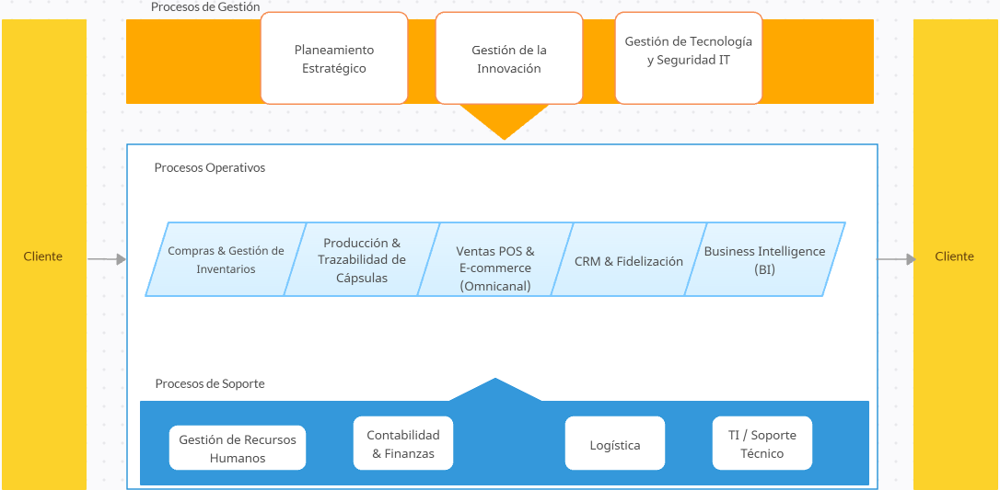 Procesos de Gestión
Planeamiento
Estratégico
Gestión de la
Innovación
Gestión de Tecnología
y Seguridad IT
Procesos Operativos
Cliente
Compras & Gestión de
Inventarios
Producción &
Trazabilidad de
Cápsulas
Ventas POS &
E-commerce
(Omnicanal)
CRM & Fidelización
Business Intelligence
(BI)
Cliente
Procesos de Soporte
Gestión de Recursos
Humanos
Contabilidad
& Finanzas
Logística
TI / Soporte
Técnico